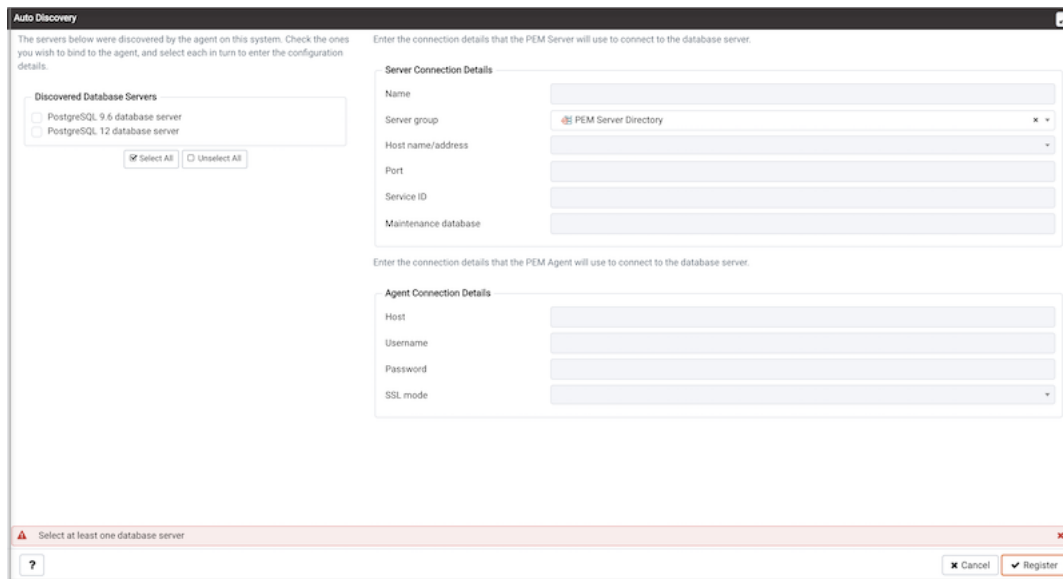 Auto Discovery
The servers below were discovered by the agent on this system. Check the ones
you wish to bind to the agent, and select each in turn to enter the configuration
details.
Discovered Database Servers
PostgreSQL 9.6 database server
PostgreSQL 12 database server
Select All
Unselect All
Enter the connection details that the PEM Server will use to connect to the database server.
Server Connection Details
Name
Server group
PEM Server Directory
Host name/address
Port
Service ID
Maintenance database
Enter the connection details that the PEM Agent will use to connect to the database server.
Agent Connection Details
Host
Username
Password
SSL mode
Select at least one database server
?
Cancel
Register